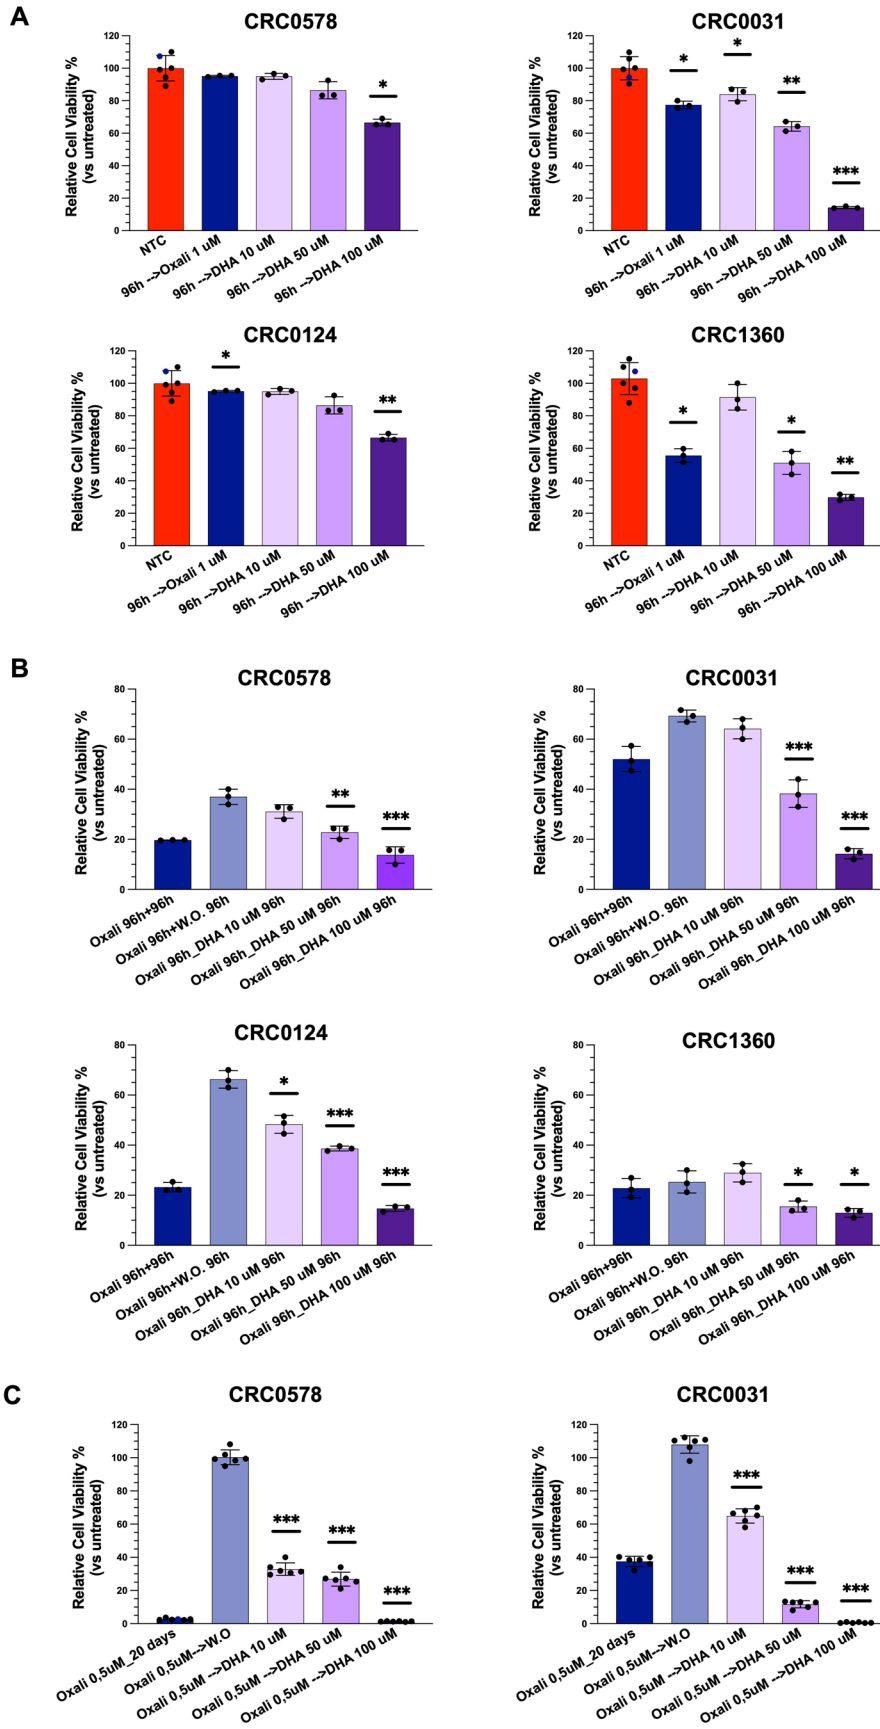 A
CRC0578
Relative Cell Viability %
(vs untreated)
120
100
80
60
40
20
0
*
NTC
96h -->Oxali 1 uM
96h -->DHA 10 uM
96h -->DHA 50 uM
96h -->DHA 100 uM
CRC0031
Relative Cell Viability %
(vs untreated)
120
100
80
60
40
20
0
*
*
**
***
NTC
96h -->Oxali 1 uM
96h -->DHA 10 uM
96h -->DHA 50 uM
96h -->DHA 100 uM
CRC0124
Relative Cell Viability %
(vs untreated)
120
100
80
60
40
20
0
*
**
NTC
96h -->Oxali 1 uM
96h -->DHA 10 uM
96h -->DHA 50 uM
96h -->DHA 100 uM
CRC1360
Relative Cell Viability %
(vs untreated)
120
100
80
60
40
20
0
*
*
**
NTC
96h -->Oxali 1 uM
96h -->DHA 10 uM
96h -->DHA 50 uM
96h -->DHA 100 uM
B
CRC0578
Relative Cell Viability %
(vs untreated)
80
60
40
20
0
**
***
Oxali 96h+96h
Oxali 96h+W.O. 96h
Oxali 96h_DHA 10 uM 96h
Oxali 96h_DHA 50 uM 96h
Oxali 96h_DHA 100 uM 96h
CRC0031
Relative Cell Viability %
(vs untreated)
80
60
40
20
0
***
***
Oxali 96h+96h
Oxali 96h+W.O. 96h
Oxali 96h_DHA 10 uM 96h
Oxali 96h_DHA 50 uM 96h
Oxali 96h_DHA 100 uM 96h
CRC0124
Relative Cell Viability %
(vs untreated)
80
60
40
20
0
*
***
***
Oxali 96h+96h
Oxali 96h+W.O. 96h
Oxali 96h_DHA 10 uM 96h
Oxali 96h_DHA 50 uM 96h
Oxali 96h_DHA 100 uM 96h
CRC1360
Relative Cell Viability %
(vs untreated)
80
60
40
20
0
*
*
Oxali 96h+96h
Oxali 96h+W.O. 96h
Oxali 96h_DHA 10 uM 96h
Oxali 96h_DHA 50 uM 96h
Oxali 96h_DHA 100 uM 96h
C
CRC0578
Relative Cell Viability %
(vs untreated)
120
100
80
60
40
20
0
***
***
***
Oxali 0,5uM_20 days
Oxali 0,5uM-->W.O
Oxali 0,5uM -->DHA 10 uM
Oxali 0,5uM -->DHA 50 uM
Oxali 0,5uM -->DHA 100 uM
CRC0031
Relative Cell Viability %
(vs untreated)
120
100
80
60
40
20
0
***
***
***
Oxali 0,5uM_20 days
Oxali 0,5uM-->W.O
Oxali 0,5uM -->DHA 10 uM
Oxali 0,5uM -->DHA 50 uM
Oxali 0,5uM -->DHA 100 uM